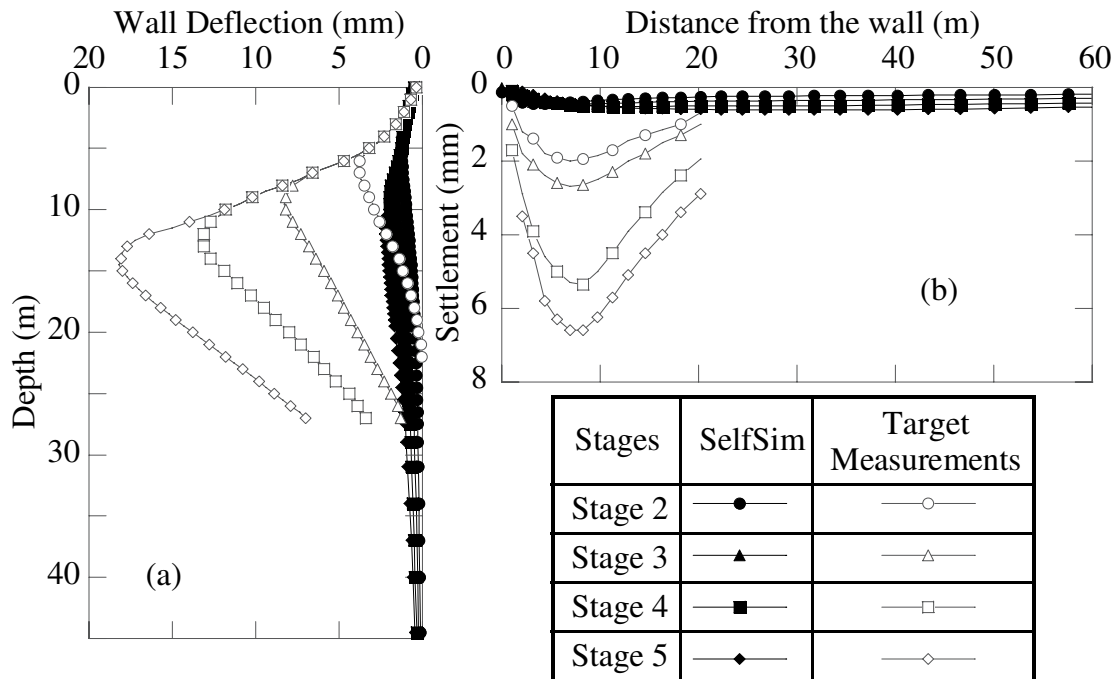 Wall Deflection (mm)
20 15 10 5 0
0
10
20
30
40
Depth (m)
(a)
Distance from the wall (m)
0 10 20 30 40 50 60
0
2
4
6
8
Settlement (mm)
(b)
Stages SelfSim Target
Measurements
Stage 2
Stage 3
Stage 4
Stage 5